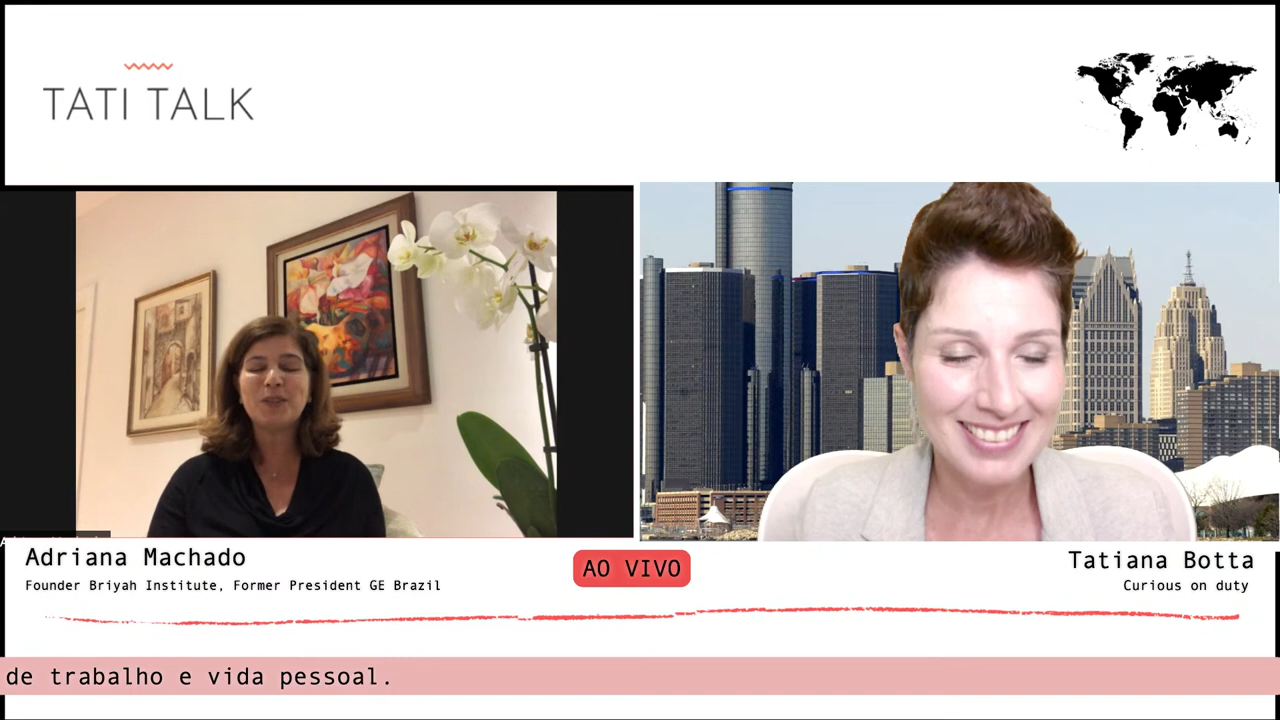 TATI TALK
Adriana Machado
Founder Briyah Institute, Former President GE Brazil
AO VIVO
Tatiana Botta
Curious on duty
de trabalho e vida pessoal.